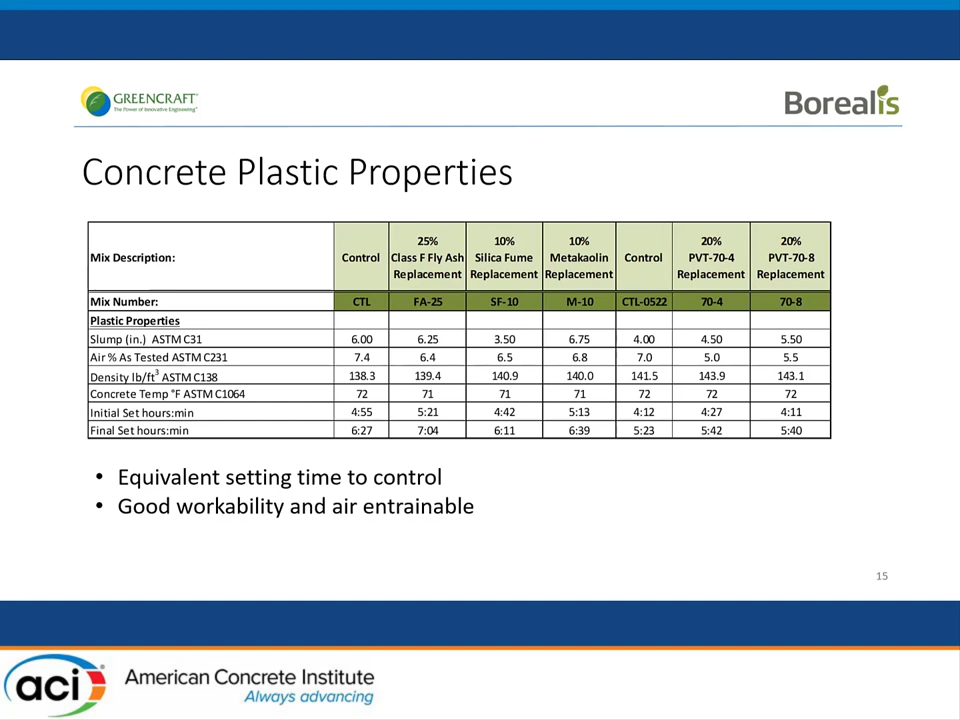 GREENCRAFT
The Power of Innovative Engineering
Borealis
Concrete Plastic Properties
Mix Description: Control 25% Class F Fly Ash Replacement 10% Silica Fume Replacement 10% Metakaolin Replacement Control 20% PVT-70-4 Replacement 20% PVT-70-8 Replacement
Mix Number: CTL FA-25 SF-10 M-10 CTL-0522 70-4 70-8
Plastic Properties
Slump (in.) ASTM C31 6.00 6.25 3.50 6.75 4.00 4.50 5.50
Air % As Tested ASTM C231 7.4 6.4 6.5 6.8 7.0 5.0 5.5
Density lb/ft³ ASTM C138 138.3 139.4 140.9 140.0 141.5 143.9 143.1
Concrete Temp °F ASTM C1064 72 71 71 71 72 72 72
Initial Set hours:min 4:55 5:21 4:42 5:13 4:12 4:27 4:11
Final Set hours:min 6:27 7:04 6:11 6:39 5:23 5:42 5:40
• Equivalent setting time to control
• Good workability and air entrainable
15
aci
American Concrete Institute
Always advancing